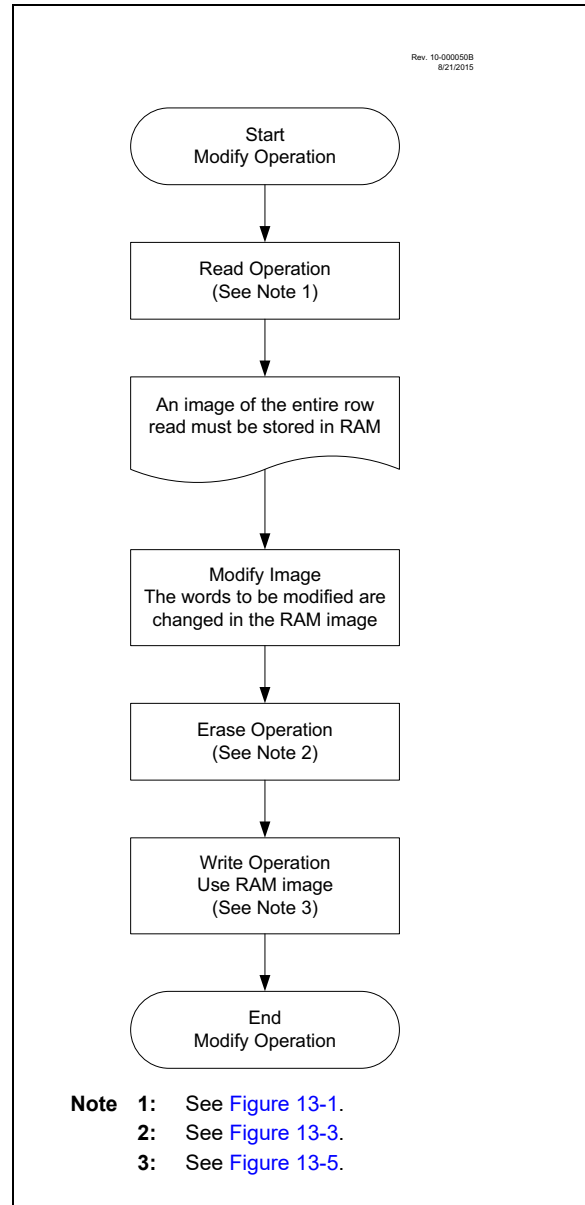 Rev. 10-000050B
8/21/2015
Start
Modify Operation
Read Operation
(See Note 1)
An image of the entire row
read must be stored in RAM
Modify Image
The words to be modified are
changed in the RAM image
Erase Operation
(See Note 2)
Write Operation
Use RAM image
(See Note 3)
End
Modify Operation
Note 1: See Figure 13-1.
2: See Figure 13-3.
3: See Figure 13-5.